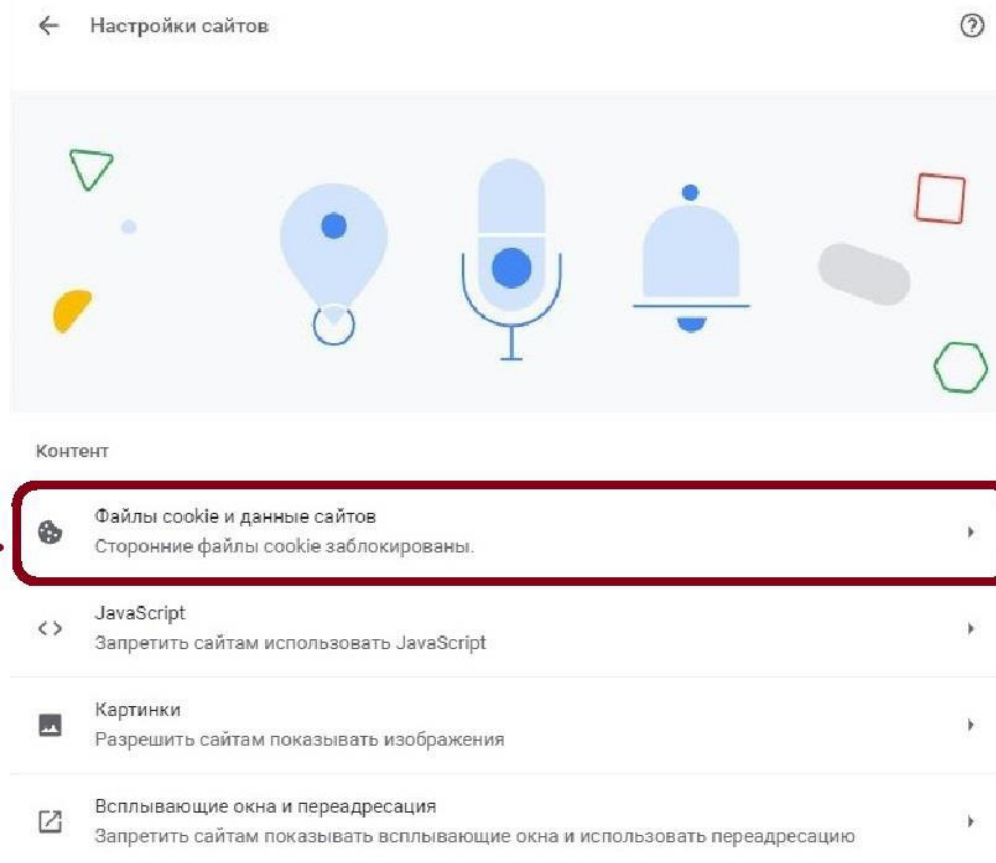 Настройки сайтов
Контент
Файлы cookie и данные сайтов
Сторонние файлы cookie заблокированы.
JavaScript
Запретить сайтам использовать JavaScript
Картинки
Разрешить сайтам показывать изображения
Всплывающие окна и переадресация
Запретить сайтам показывать всплывающие окна и использовать переадресацию